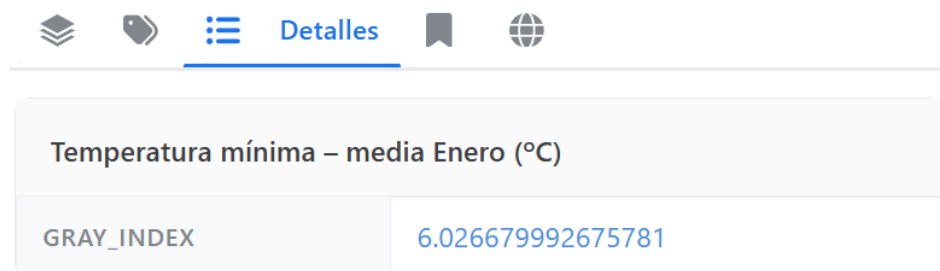 Detalles
Temperatura mínima – media Enero (ºC)
GRAY_INDEX 6.026679992675781